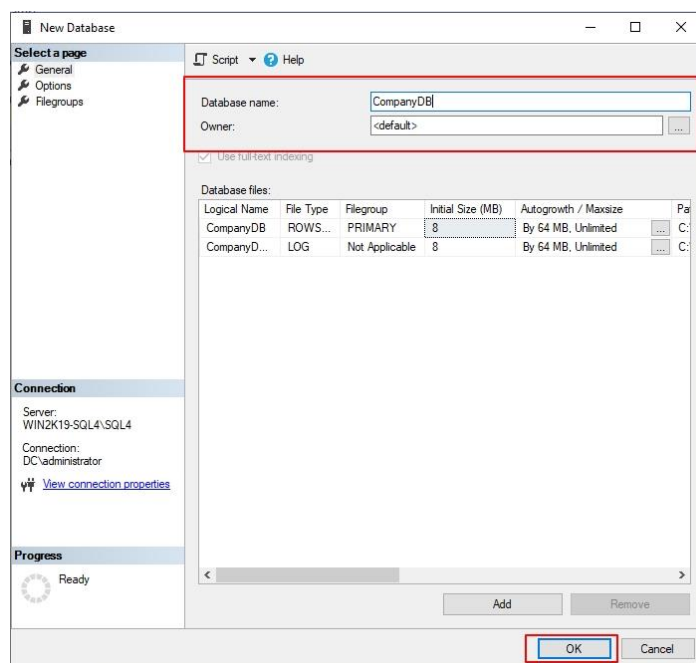 New Database
Select a page
General
Options
Filegroups
Script
Help
Database name:
CompanyDB
Owner:
<default>
...
Use full-text indexing
Database files:
Logical Name File Type Filegroup Initial Size (MB) Autogrowth / Maxsize
CompanyDB ROWS... PRIMARY 8 By 64 MB, Unlimited ... C:\
CompanyD... LOG Not Applicable 8 By 64 MB, Unlimited ... C:\
Connection
Server:
WIN2K19-SQL4\SQL4
Connection:
DC\administrator
View connection properties
Progress
Ready
Add Remove
OK Cancel